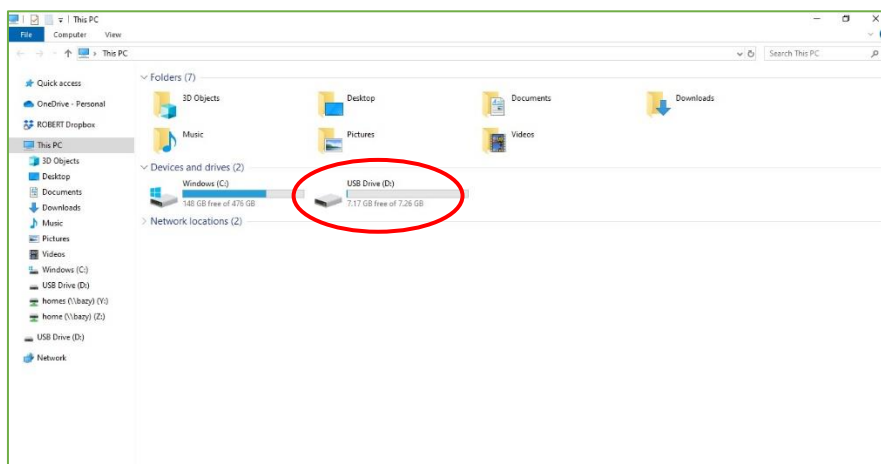 This PC
File Computer View
This PC
Search This PC
Quick access
OneDrive - Personal
ROBERT Dropbox
This PC
3D Objects
Desktop
Documents
Downloads
Music
Pictures
Videos
Windows (C:)
USB Drive (D:)
homes (\\bazy) (Y:)
home (\\bazy) (Z:)
USB Drive (D:)
Network
Folders (7)
3D Objects
Desktop
Documents
Downloads
Music
Pictures
Videos
Devices and drives (2)
Windows (C:)
148 GB free of 476 GB
USB Drive (D:)
7.17 GB free of 7.26 GB
Network locations (2)